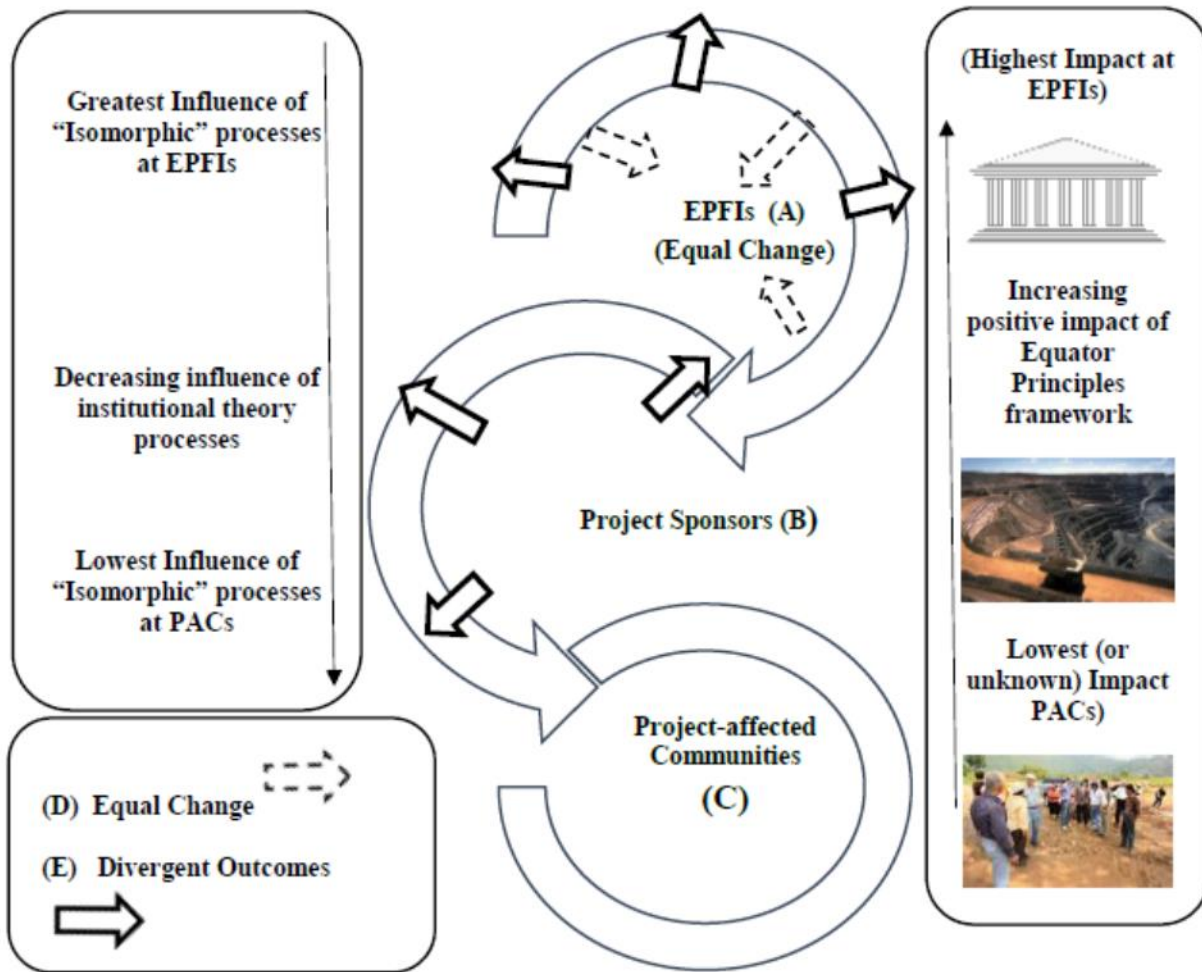 Greatest Influence of
“Isomorphic” processes
at EPFIs
Decreasing influence of
institutional theory
processes
Lowest Influence of
“Isomorphic” processes
at PACs
(D) Equal Change
(E) Divergent Outcomes
EPFIs (A)
(Equal Change)
Project Sponsors (B)
Project-affected
Communities
(C)
(Highest Impact at
EPFIs)
Increasing
positive impact of
Equator
Principles
framework
Lowest (or
unknown) Impact
PACs)